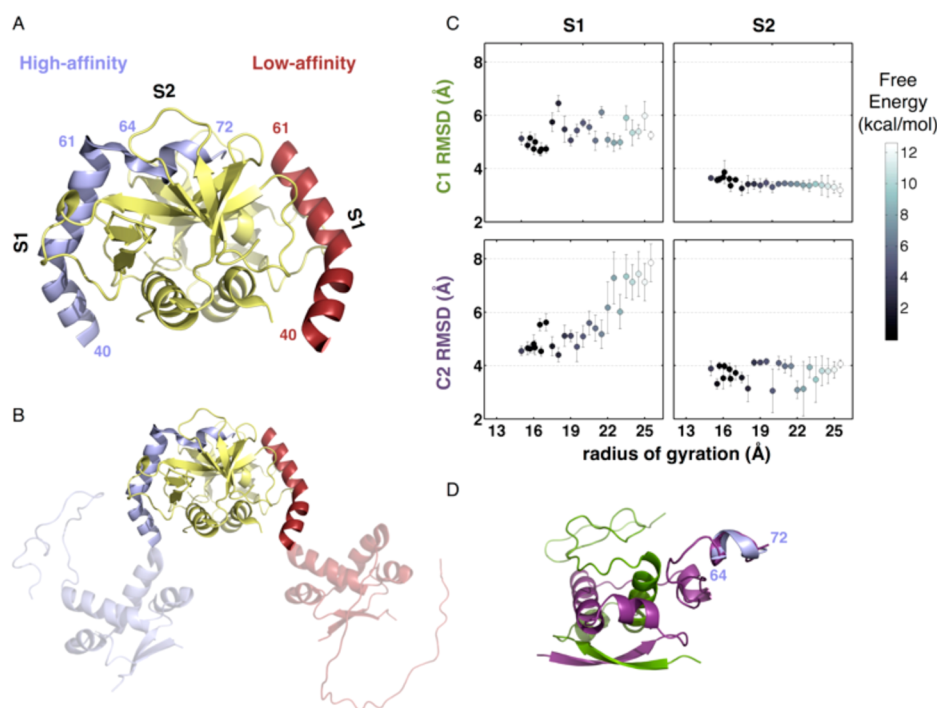 A
High-affinity
Low-affinity
S2
61
64
72
61
S1
S1
40
40
B
C
S1
S2
C1 RMSD (Å)
8
6
4
2
C2 RMSD (Å)
8
6
4
2
13 16 19 22 25
13 16 19 22 25
radius of gyration (Å)
Free
Energy
(kcal/mol)
12
10
8
6
4
2
D
72
64